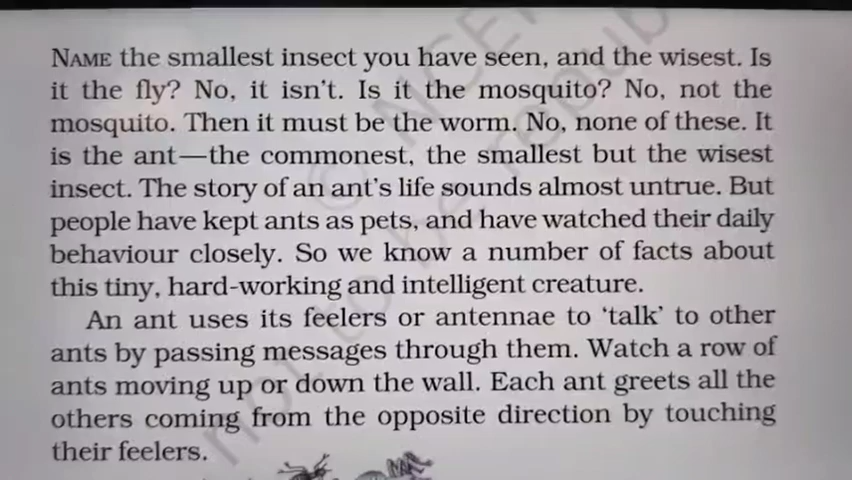 NAME the smallest insect you have seen, and the wisest. Is
it the fly? No, it isn't. Is it the mosquito? No, not the
mosquito. Then it must be the worm. No, none of these. It
is the ant—the commonest, the smallest but the wisest
insect. The story of an ant's life sounds almost untrue. But
people have kept ants as pets, and have watched their daily
behaviour closely. So we know a number of facts about
this tiny, hard-working and intelligent creature.
An ant uses its feelers or antennae to ‘talk’ to other
ants by passing messages through them. Watch a row of
ants moving up or down the wall. Each ant greets all the
others coming from the opposite direction by touching
their feelers.
© NCE
not to be repub